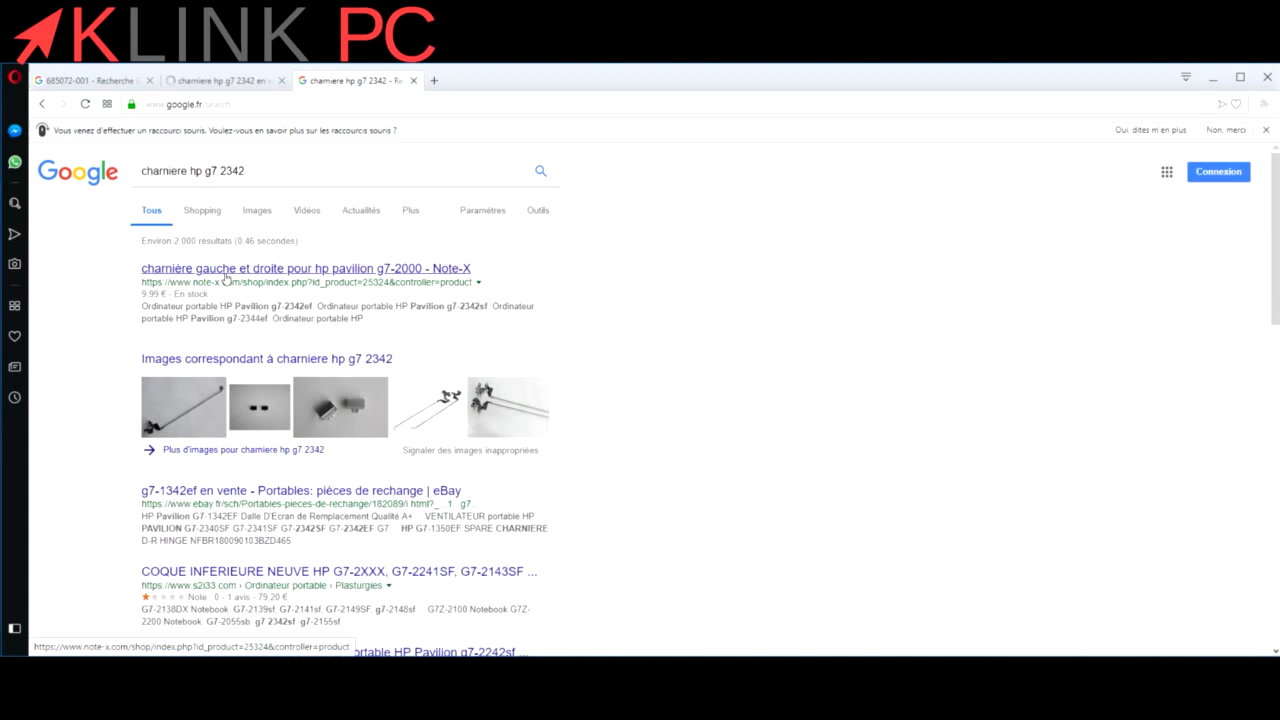 KLINK PC
685072-001 - Recherche
charniere hp g7 2342 en v
charniere hp g7 2342 - Re
www.google.fr/search
Vous venez d'effectuer un raccourci souris. Voulez-vous en savoir plus sur les raccourcis souris ?
Oui, dites m'en plus
Non, merci
Google
charniere hp g7 2342
Connexion
Tous Shopping Images Vidéos Actualités Plus Paramètres Outils
Environ 2 000 résultats (0,46 secondes)
charnière gauche et droite pour hp pavilion g7-2000 - Note-X
https://www.note-x.com/shop/index.php?id_product=25324&controller=product
9,99 € - En stock
Ordinateur portable HP Pavilion g7-2342ef Ordinateur portable HP Pavilion g7-2342sf Ordinateur
portable HP Pavilion g7-2344ef Ordinateur portable HP
Images correspondant à charniere hp g7 2342
Plus d'images pour charniere hp g7 2342
Signaler des images inappropriées
g7-1342ef en vente - Portables: pièces de rechange | eBay
https://www.ebay.fr/sch/Portables-pieces-de-rechange/182089/i.html?_ 1 g7
HP Pavilion G7-1342EF Dalle D'Ecran de Remplacement Qualité A+ VENTILATEUR portable HP
PAVILION G7-2340SF G7-2341SF G7-2342SF G7-2342EF G7 HP G7-1350EF SPARE CHARNIERE
D-R HINGE NFBR180090103BZD465
COQUE INFERIEURE NEUVE HP G7-2XXX, G7-2241SF, G7-2143SF ...
https://www.s2i33.com › Ordinateur portable › Plasturgies
Note 0 - 1 avis - 79,20 €
G7-2138DX Notebook. G7-2139sf, G7-2141sf, G7-2149SF g7-2148sf G7Z-2100 Notebook G7Z-
2200 Notebook. G7-2055sb g7 2342sf g7-2155sf
https://www.note-x.com/shop/index.php?id_product=25324&controller=product
ortable HP Pavilion g7-2242sf ...